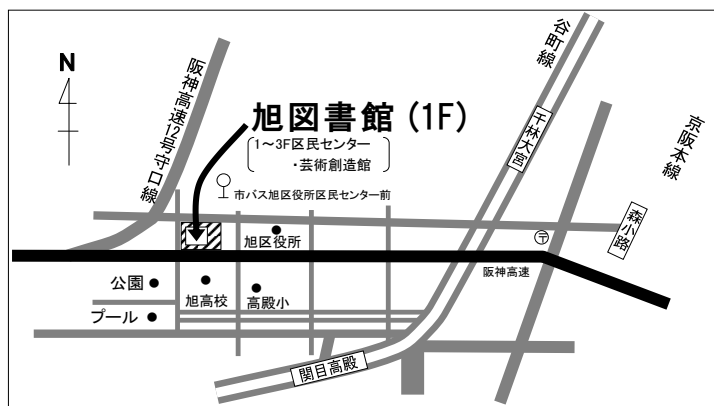 N
阪神高速12号守口線
旭図書館(1F)
1～3F区民センター
・芸術創造館
市バス旭区役所区民センター前
谷町線
千林大宮
京阪本線
森小路
旭区役所
〒
阪神高速
公園
旭高校
高殿小
プール
関目高殿